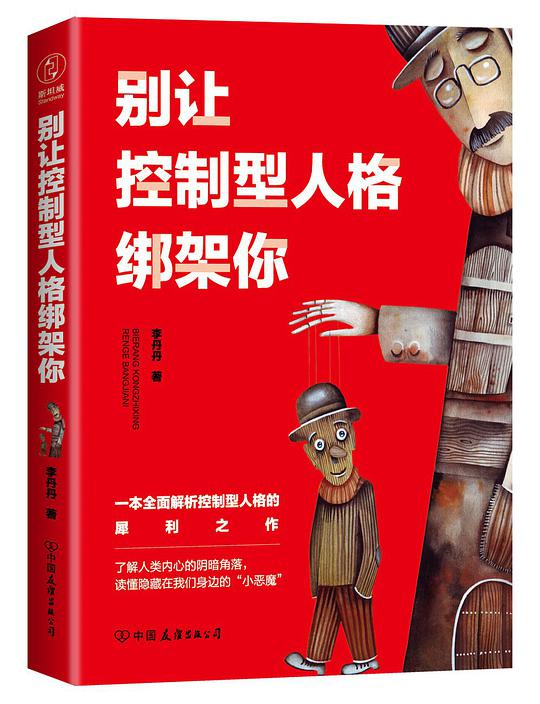 斯坦威
Standway
别让控制型人格绑架你
李丹丹 著
中国友谊出版公司
别让
控制型人格
绑架你
李丹丹 著
BIERANG KONGZHIXING
RENGE BANGJIANI
一本全面解析控制型人格的
犀利之作
了解人类内心的阴暗角落，
读懂隐藏在我们身边的“小恶魔”
中国友谊出版公司